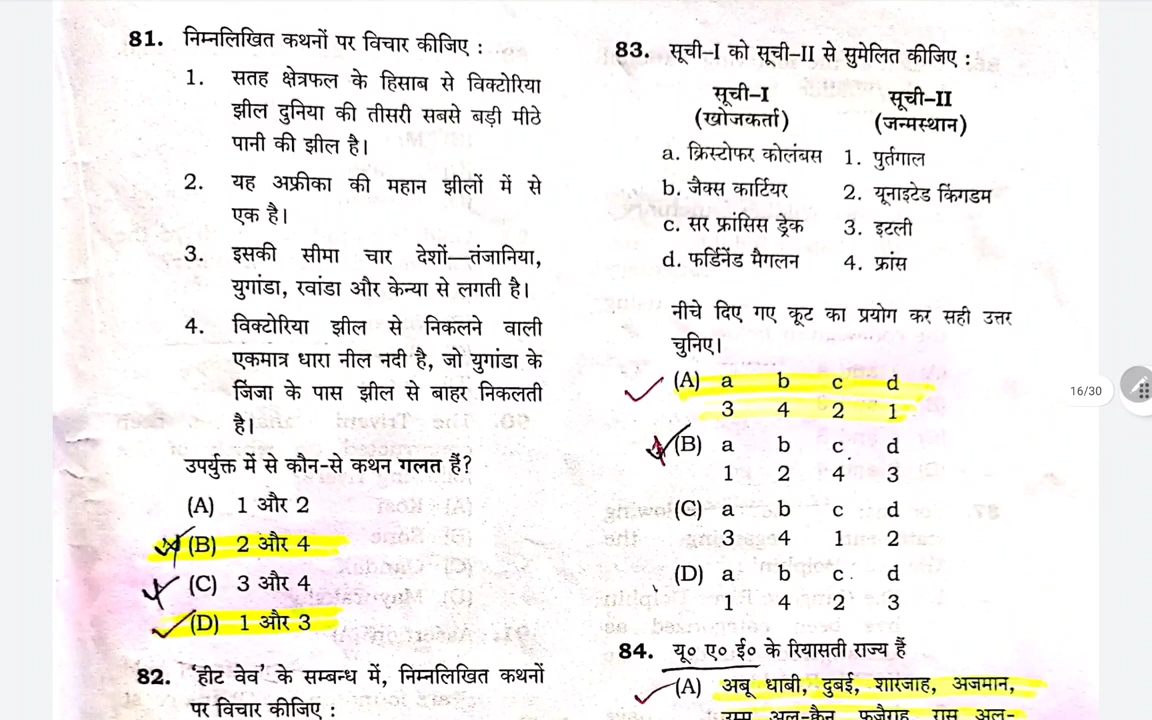 81. निम्नलिखित कथनों पर विचार कीजिए :
1. सतह क्षेत्रफल के हिसाब से विक्टोरिया
झील दुनिया की तीसरी सबसे बड़ी मीठे
पानी की झील है।
2. यह अफ्रीका की महान झीलों में से
एक है।
3. इसकी सीमा चार देशों—तंजानिया,
युगांडा, रवांडा और केन्या से लगती है।
4. विक्टोरिया झील से निकलने वाली
एकमात्र धारा नील नदी है, जो युगांडा के
जिंजा के पास झील से बाहर निकलती
है।
उपर्युक्त में से कौन-से कथन गलत हैं?
(A) 1 और 2
(B) 2 और 4
(C) 3 और 4
(D) 1 और 3
82. 'हीट वेव' के सम्बन्ध में, निम्नलिखित कथनों
पर विचार कीजिए :
83. सूची–I को सूची–II से सुमेलित कीजिए :
सूची–I सूची–II
(खोजकर्ता) (जन्मस्थान)
a. क्रिस्टोफर कोलंबस 1. पुर्तगाल
b. जैक्स कार्टियर 2. यूनाइटेड किंगडम
c. सर फ्रांसिस ड्रेक 3. इटली
d. फर्डिनेंड मैगलन 4. फ्रांस
नीचे दिए गए कूट का प्रयोग कर सही उत्तर
चुनिए।
(A) a b c d
3 4 2 1
(B) a b c d
1 2 4 3
(C) a b c d
3 4 1 2
(D) a b c d
1 4 2 3
84. यू० ए० ई० के रियासती राज्य हैं
(A) अबू धाबी, दुबई, शारजाह, अजमान,
16/30